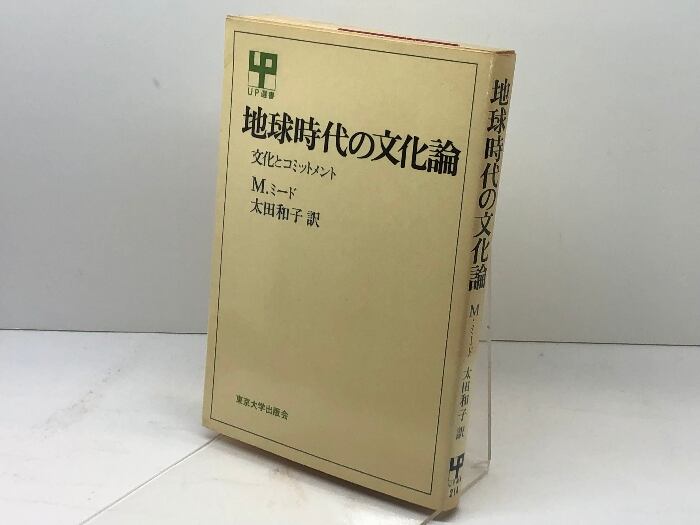 UP選書
地球時代の文化論
文化とコミットメント
M.ミード
太田和子 訳
東京大学出版会
地球時代の文化論
M.ミード
太田和子 訳